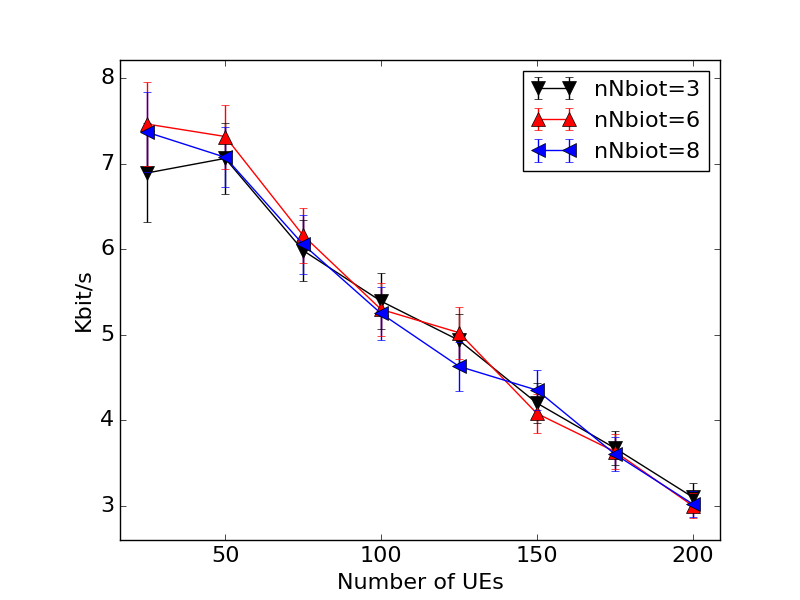 8
7
6
5
4
3
Kbit/s
50 100 150 200
Number of UEs
nNbiot=3
nNbiot=6
nNbiot=8